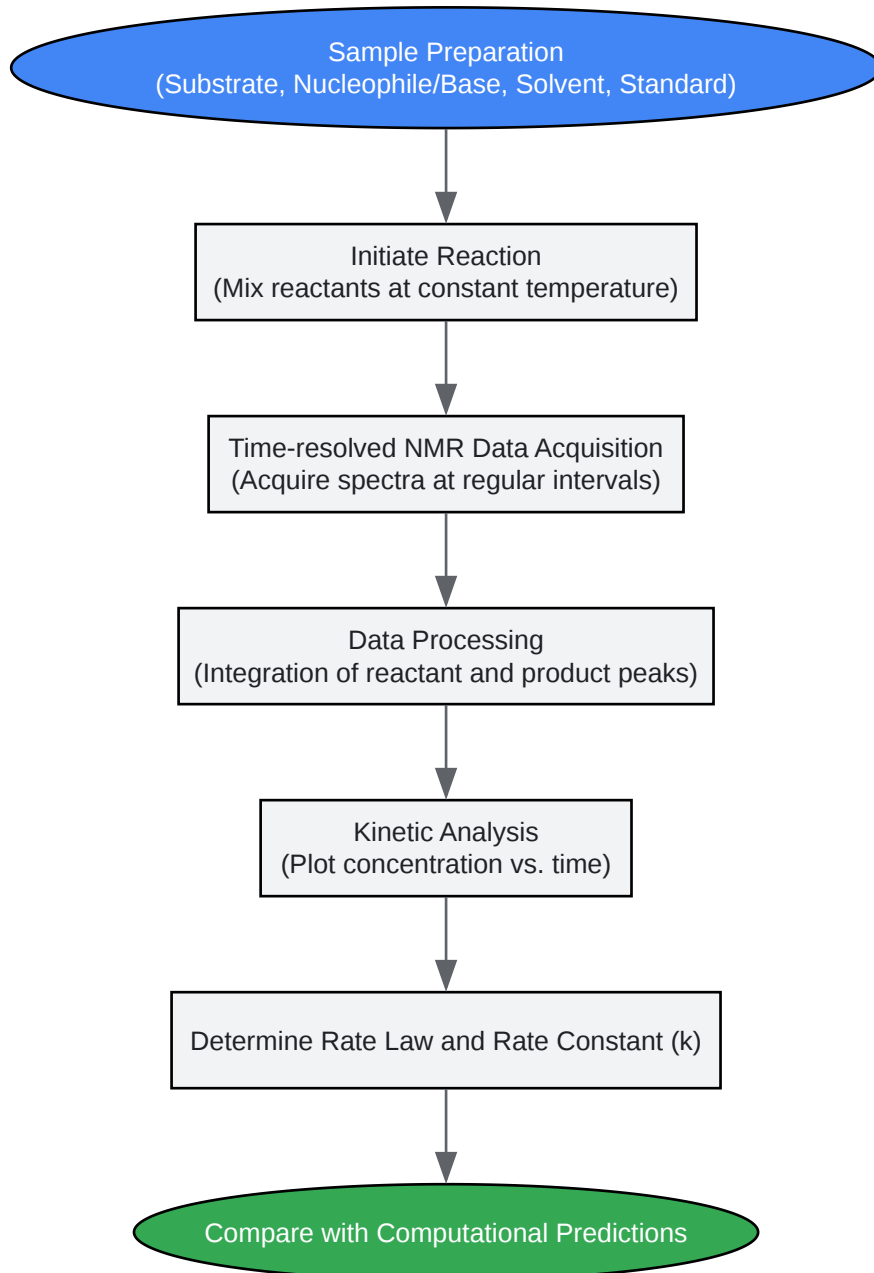 Sample Preparation
(Substrate, Nucleophile/Base, Solvent, Standard)
Initiate Reaction
(Mix reactants at constant temperature)
Time-resolved NMR Data Acquisition
(Acquire spectra at regular intervals)
Data Processing
(Integration of reactant and product peaks)
Kinetic Analysis
(Plot concentration vs. time)
Determine Rate Law and Rate Constant (k)
Compare with Computational Predictions